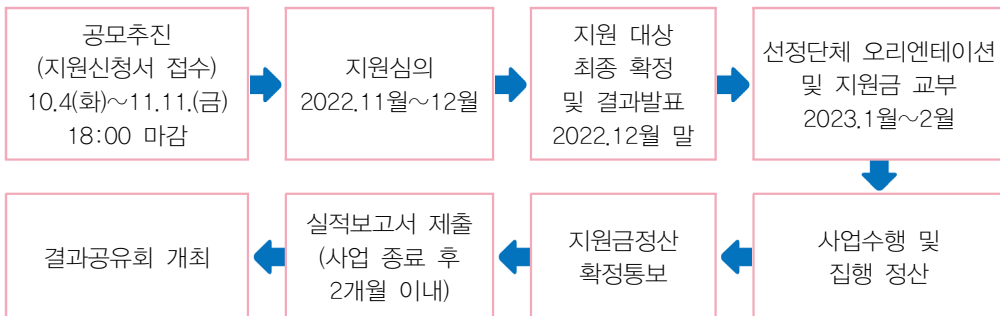 공모추진
(지원신청서 접수)
10.4(화)~11.11.(금)
18:00 마감
지원심의
2022.11월~12월
지원 대상
최종 확정
및 결과발표
2022.12월 말
선정단체 오리엔테이션
및 지원금 교부
2023.1월~2월
사업수행 및
집행 정산
지원금정산
확정통보
실적보고서 제출
(사업 종료 후
2개월 이내)
결과공유회 개최